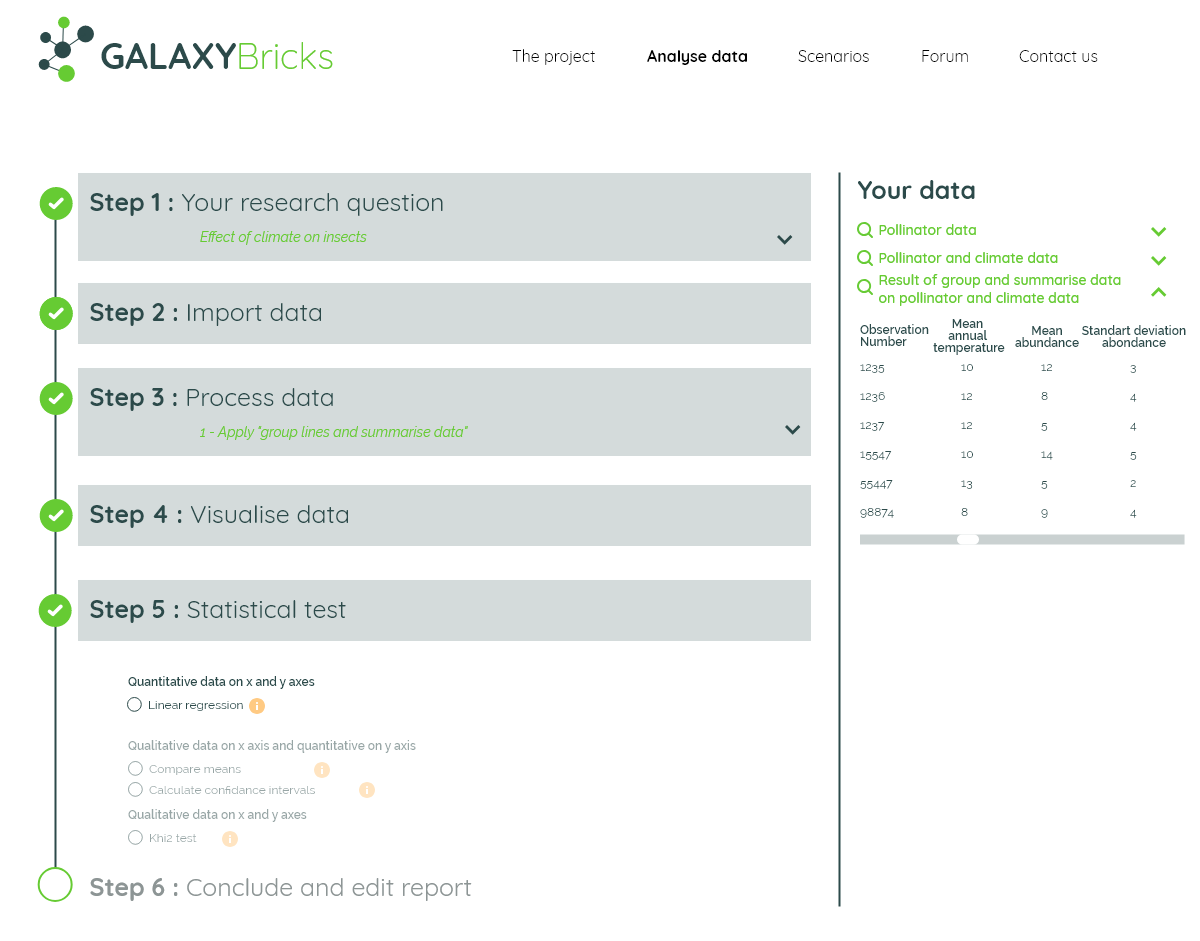 GALAXYBricks
The project Analyse data Scenarios Forum Contact us
Step 1 : Your research question
Effect of climate on insects
Step 2 : Import data
Step 3 : Process data
1 - Apply "group lines and summarise data"
Step 4 : Visualise data
Step 5 : Statistical test
Quantitative data on x and y axes
Linear regression i
Qualitative data on x axis and quantitative on y axis
Compare means i
Calculate confidance intervals i
Qualitative data on x and y axes
Khi2 test i
Step 6 : Conclude and edit report
Your data
Pollinator data
Pollinator and climate data
Result of group and summarise data
on pollinator and climate data
Observation Number Mean annual temperature Mean abundance Standart deviation abondance
1235 10 12 3
1236 12 8 4
1237 12 5 4
15547 10 14 5
55447 13 5 2
98874 8 9 4